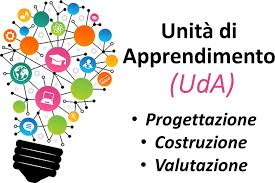 Unità di
Apprendimento
(UdA)
• Progettazione
• Costruzione
• Valutazione